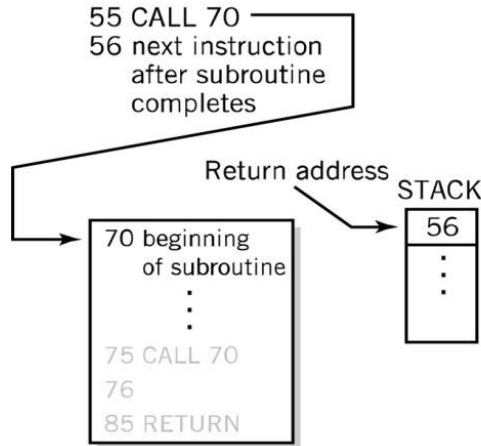 55 CALL 70
56 next instruction
after subroutine
completes
Return address
STACK
56
70 beginning
of subroutine
75 CALL 70
76
85 RETURN